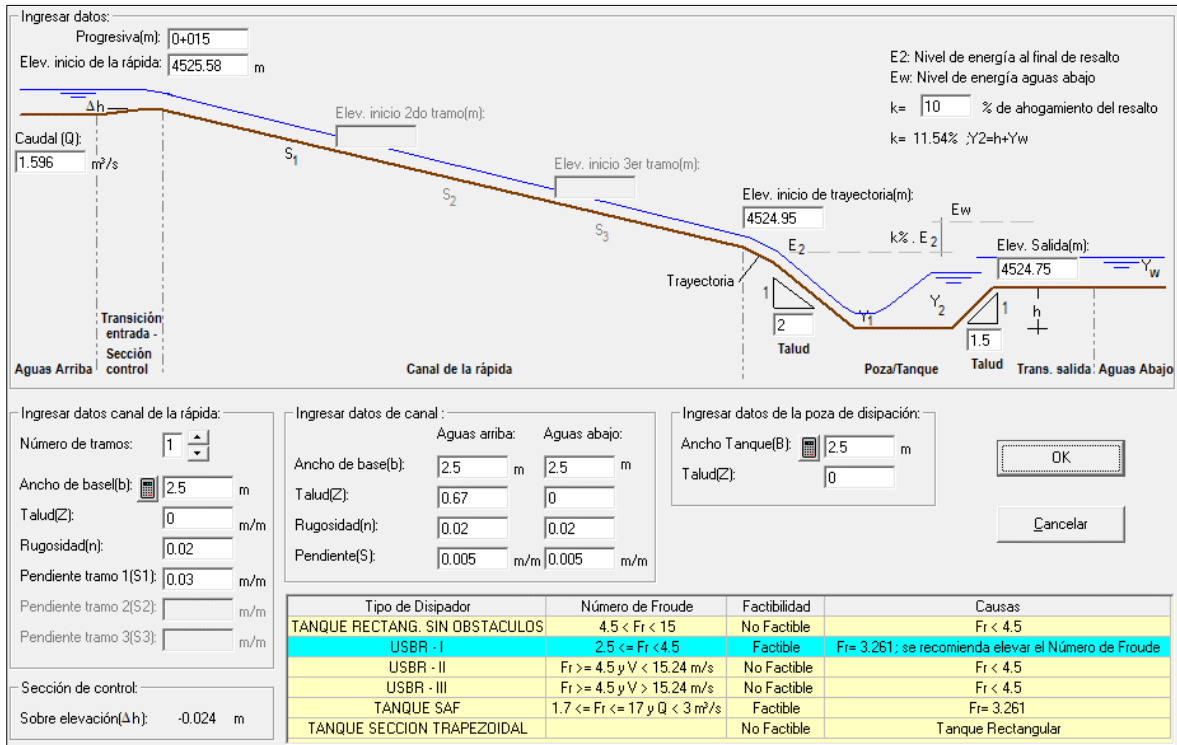 Ingresar datos:
Progresiva(m): 0+015
Elev. inicio de la rápida: 4525.58 m
E2: Nivel de energía al final de resalto
Ew: Nivel de energía aguas abajo
k= 10 % de ahogamiento del resalto
k= 11.54% ;Y2=h+Yw
Δh
Caudal (Q):
1.596 m³/s
Elev. inicio 2do tramo(m):
S1
Elev. inicio 3er tramo(m):
S2
S3
Elev. inicio de trayectoria(m):
4524.95
Ew
E2
k% . E2
Elev. Salida(m):
4524.75
Yw
Trayectoria
1
2
Talud
Y1
Y2
1
1.5
Talud
h
Transición
entrada -
Sección
control
Aguas Arriba
Canal de la rápida
Poza/Tanque
Trans. salida
Aguas Abajo
Ingresar datos canal de la rápida:
Número de tramos: 1
Ancho de basel(b): 2.5 m
Talud(Z): 0 m/m
Rugosidad(n): 0.02
Pendiente tramo 1(S1): 0.03 m/m
Pendiente tramo 2(S2): m/m
Pendiente tramo 3(S3): m/m
Sección de control:
Sobre elevación(Δh): -0.024 m
Ingresar datos de canal :
Aguas arriba: Aguas abajo:
Ancho de base(b): 2.5 m 2.5 m
Talud(Z): 0.67 0
Rugosidad(n): 0.02 0.02
Pendiente(S): 0.005 m/m 0.005 m/m
Ingresar datos de la poza de disipación:
Ancho Tanque(B): 2.5 m
Talud(Z): 0
OK
Cancelar
Tipo de Disipador Número de Froude Factibilidad Causas
TANQUE RECTANG. SIN OBSTACULOS 4.5 < Fr < 15 No Factible Fr < 4.5
USBR - I 2.5 <= Fr <4.5 Factible Fr= 3.261; se recomienda elevar el Número de Froude
USBR - II Fr >= 4.5 y V < 15.24 m/s No Factible Fr < 4.5
USBR - III Fr >= 4.5 y V > 15.24 m/s No Factible Fr < 4.5
TANQUE SAF 1.7 <= Fr <= 17 y Q < 3 m³/s Factible Fr= 3.261
TANQUE SECCION TRAPEZOIDAL No Factible Tanque Rectangular